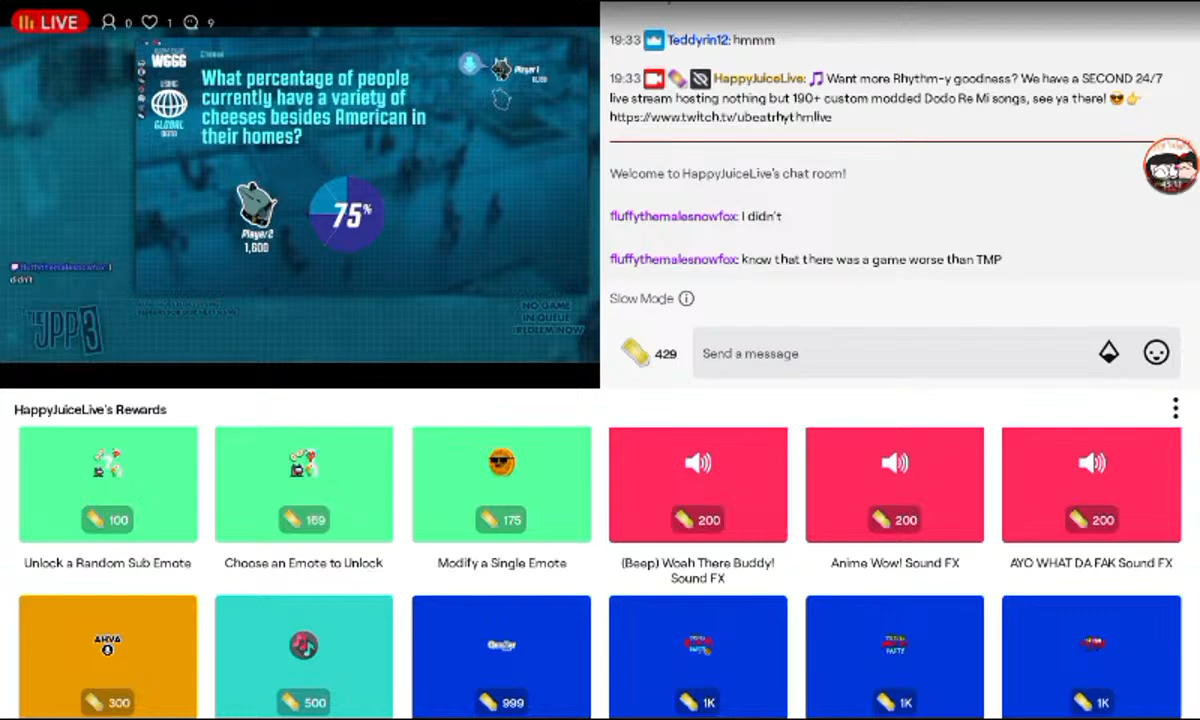 LIVE 0 1 9
WGGG
GLOBAL
What percentage of people
currently have a variety of
cheeses besides American in
their homes?
Player1
75%
Player2
1,600
fluffythemalesnowfox: I
didn't
JPP3
NO GAME
IN QUEUE
REDEEM NOW
19:33 Teddyrin12: hmmm
19:33 HappyJuiceLive: 🎵 Want more Rhythm-y goodness? We have a SECOND 24/7
live stream hosting nothing but 190+ custom modded Dodo Re Mi songs, see ya there! 😎👉
https://www.twitch.tv/ubeatrhythmlive
Welcome to HappyJuiceLive's chat room!
fluffythemalesnowfox: I didn't
fluffythemalesnowfox: know that there was a game worse than TMP
Slow Mode
429 Send a message
HappyJuiceLive's Rewards
100 169 175 200 200 200
Unlock a Random Sub Emote
Choose an Emote to Unlock
Modify a Single Emote
(Beep) Woah There Buddy!
Sound FX
Anime Wow! Sound FX
AYO WHAT DA FAK Sound FX
300 500 999 1K 1K 1K